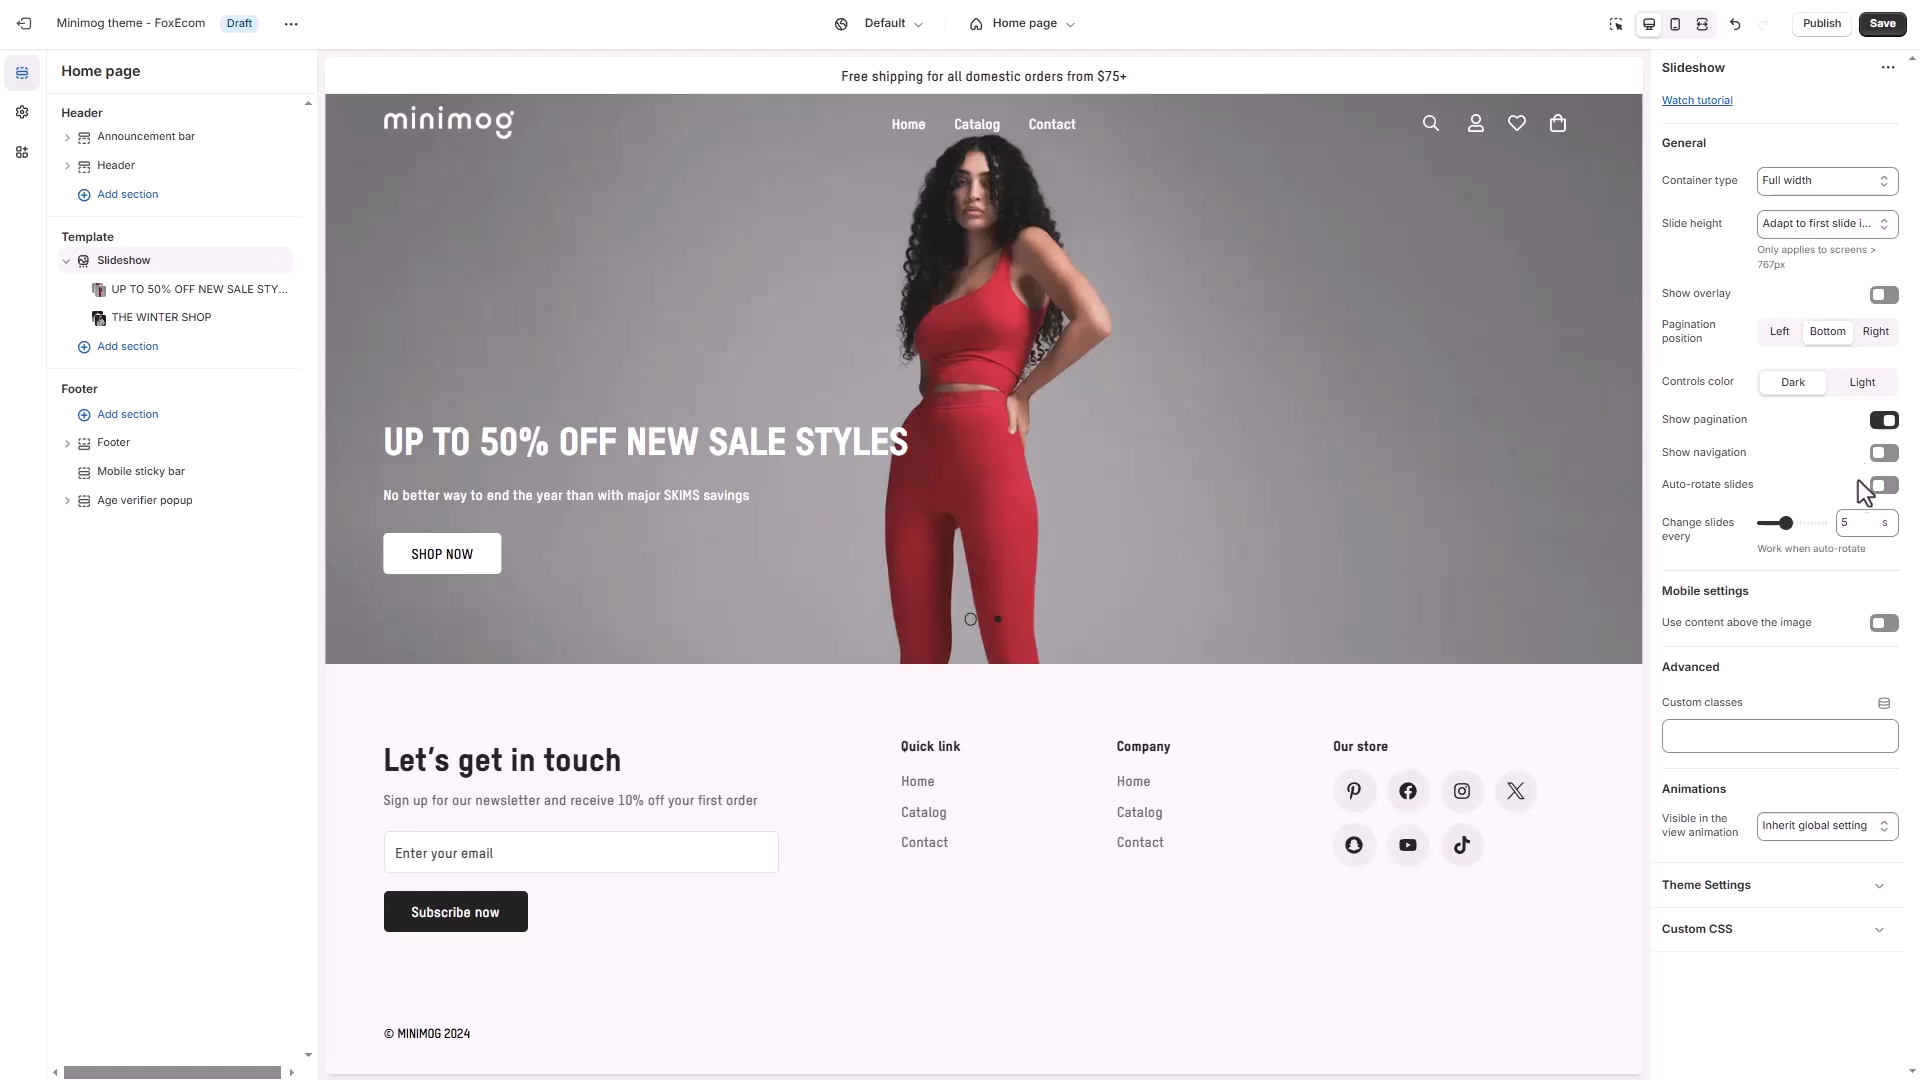 Minimog theme - FoxEcom
Draft
Default
Home page
Publish
Save
Home page
Header
Announcement bar
Header
Add section
Template
Slideshow
UP TO 50% OFF NEW SALE STY...
THE WINTER SHOP
Add section
Footer
Add section
Footer
Mobile sticky bar
Age verifier popup
Free shipping for all domestic orders from $75+
minimog
Home
Catalog
Contact
UP TO 50% OFF NEW SALE STYLES
No better way to end the year than with major SKIMS savings
SHOP NOW
Let's get in touch
Sign up for our newsletter and receive 10% off your first order
Enter your email
Subscribe now
Quick link
Home
Catalog
Contact
Company
Home
Catalog
Contact
Our store
© MINIMOG 2024
Slideshow
Watch tutorial
General
Container type
Full width
Slide height
Adapt to first slide i...
Only applies to screens >
767px
Show overlay
Pagination
position
Left
Bottom
Right
Controls color
Dark
Light
Show pagination
Show navigation
Auto-rotate slides
Change slides
every
5
s
Work when auto-rotate
Mobile settings
Use content above the image
Advanced
Custom classes
Animations
Visible in the
view animation
Inherit global setting
Theme Settings
Custom CSS